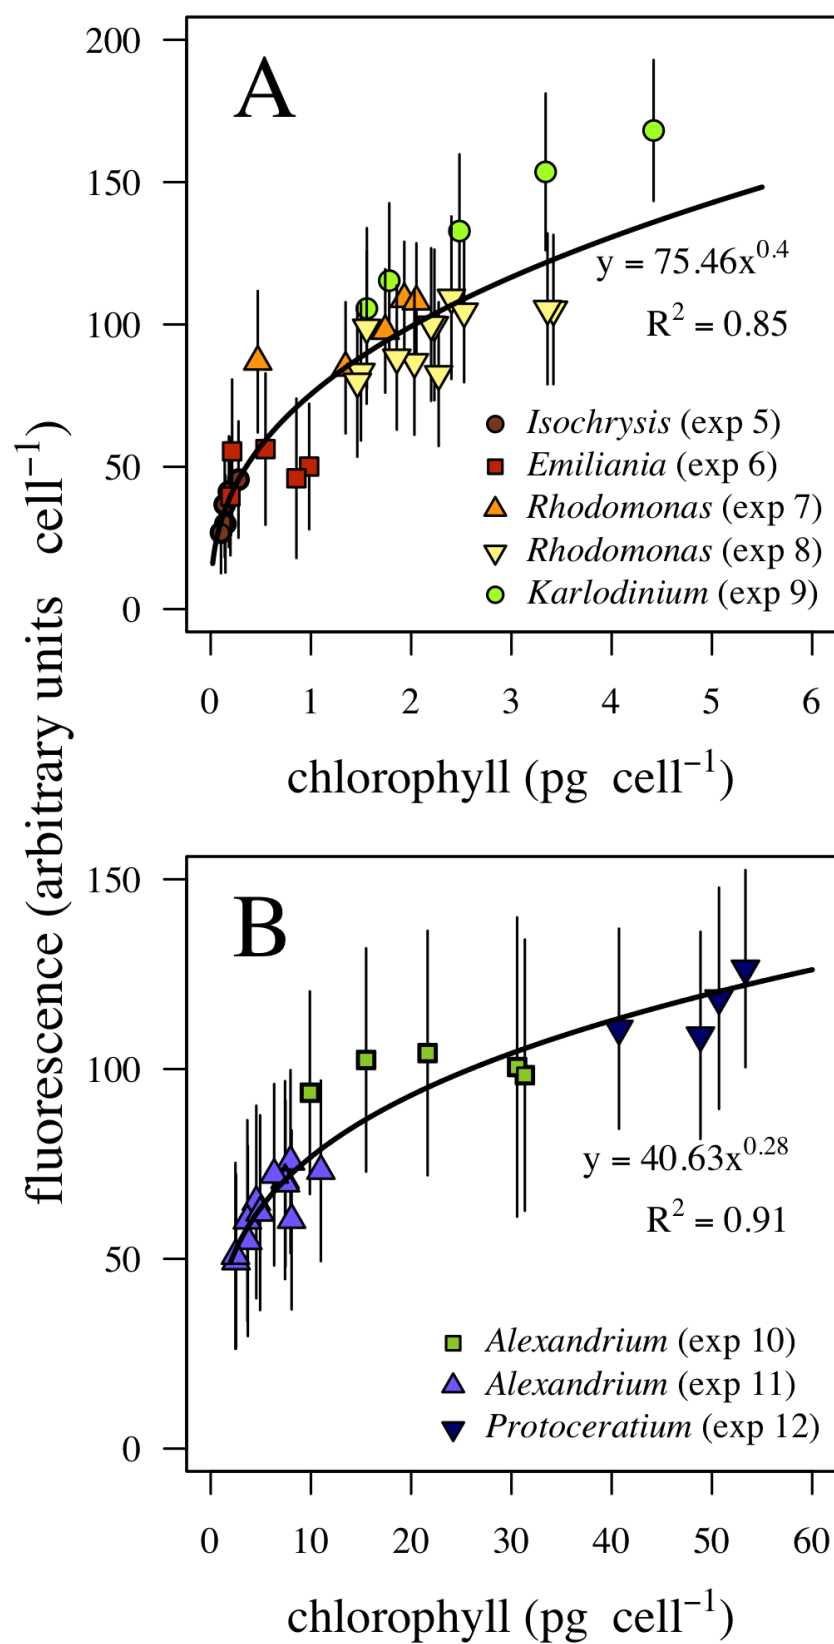 fluorescence (arbitrary units cell⁻¹)
A
200
150
100
50
0
y = 75.46x^0.4
R² = 0.85
Isochrysis (exp 5)
Emiliania (exp 6)
Rhodomonas (exp 7)
Rhodomonas (exp 8)
Karlodinium (exp 9)
0 1 2 3 4 5 6
chlorophyll (pg cell⁻¹)
B
150
100
50
0
y = 40.63x^0.28
R² = 0.91
Alexandrium (exp 10)
Alexandrium (exp 11)
Protoceratium (exp 12)
0 10 20 30 40 50 60
chlorophyll (pg cell⁻¹)